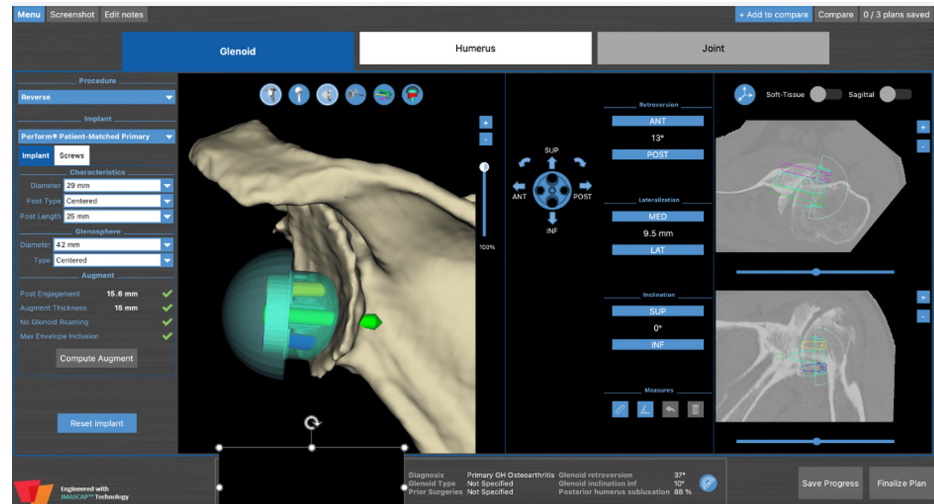 Menu Screenshot Edit notes
+ Add to compare Compare 0 / 3 plans saved
Glenoid Humerus Joint
Procedure
Reverse
Implant
Perform® Patient-Matched Primary
Implant Screws
Characteristics
Diameter 29 mm
Post Type Centered
Post Length 25 mm
Glenosphere
Diameter 42 mm
Type Centered
Augment
Post Engagement 15.6 mm
Augment Thickness 15 mm
No Glenoid Reaming
Max Envelope Inclusion
Compute Augment
Reset implant
Engineered with
IMASCAP™ Technology
+
-
100%
SUP
ANT POST
INF
Retroversion
ANT
13°
POST
Lateralization
MED
9.5 mm
LAT
Inclination
SUP
0°
INF
Measures
Soft-Tissue Sagittal
+
-
+
-
Diagnosis Primary GH Osteoarthritis Glenoid retroversion 37°
Glenoid Type Not Specified Glenoid inclination inf 10°
Prior Surgeries Not Specified Posterior humerus subluxation 88 %
Save Progress Finalize Plan